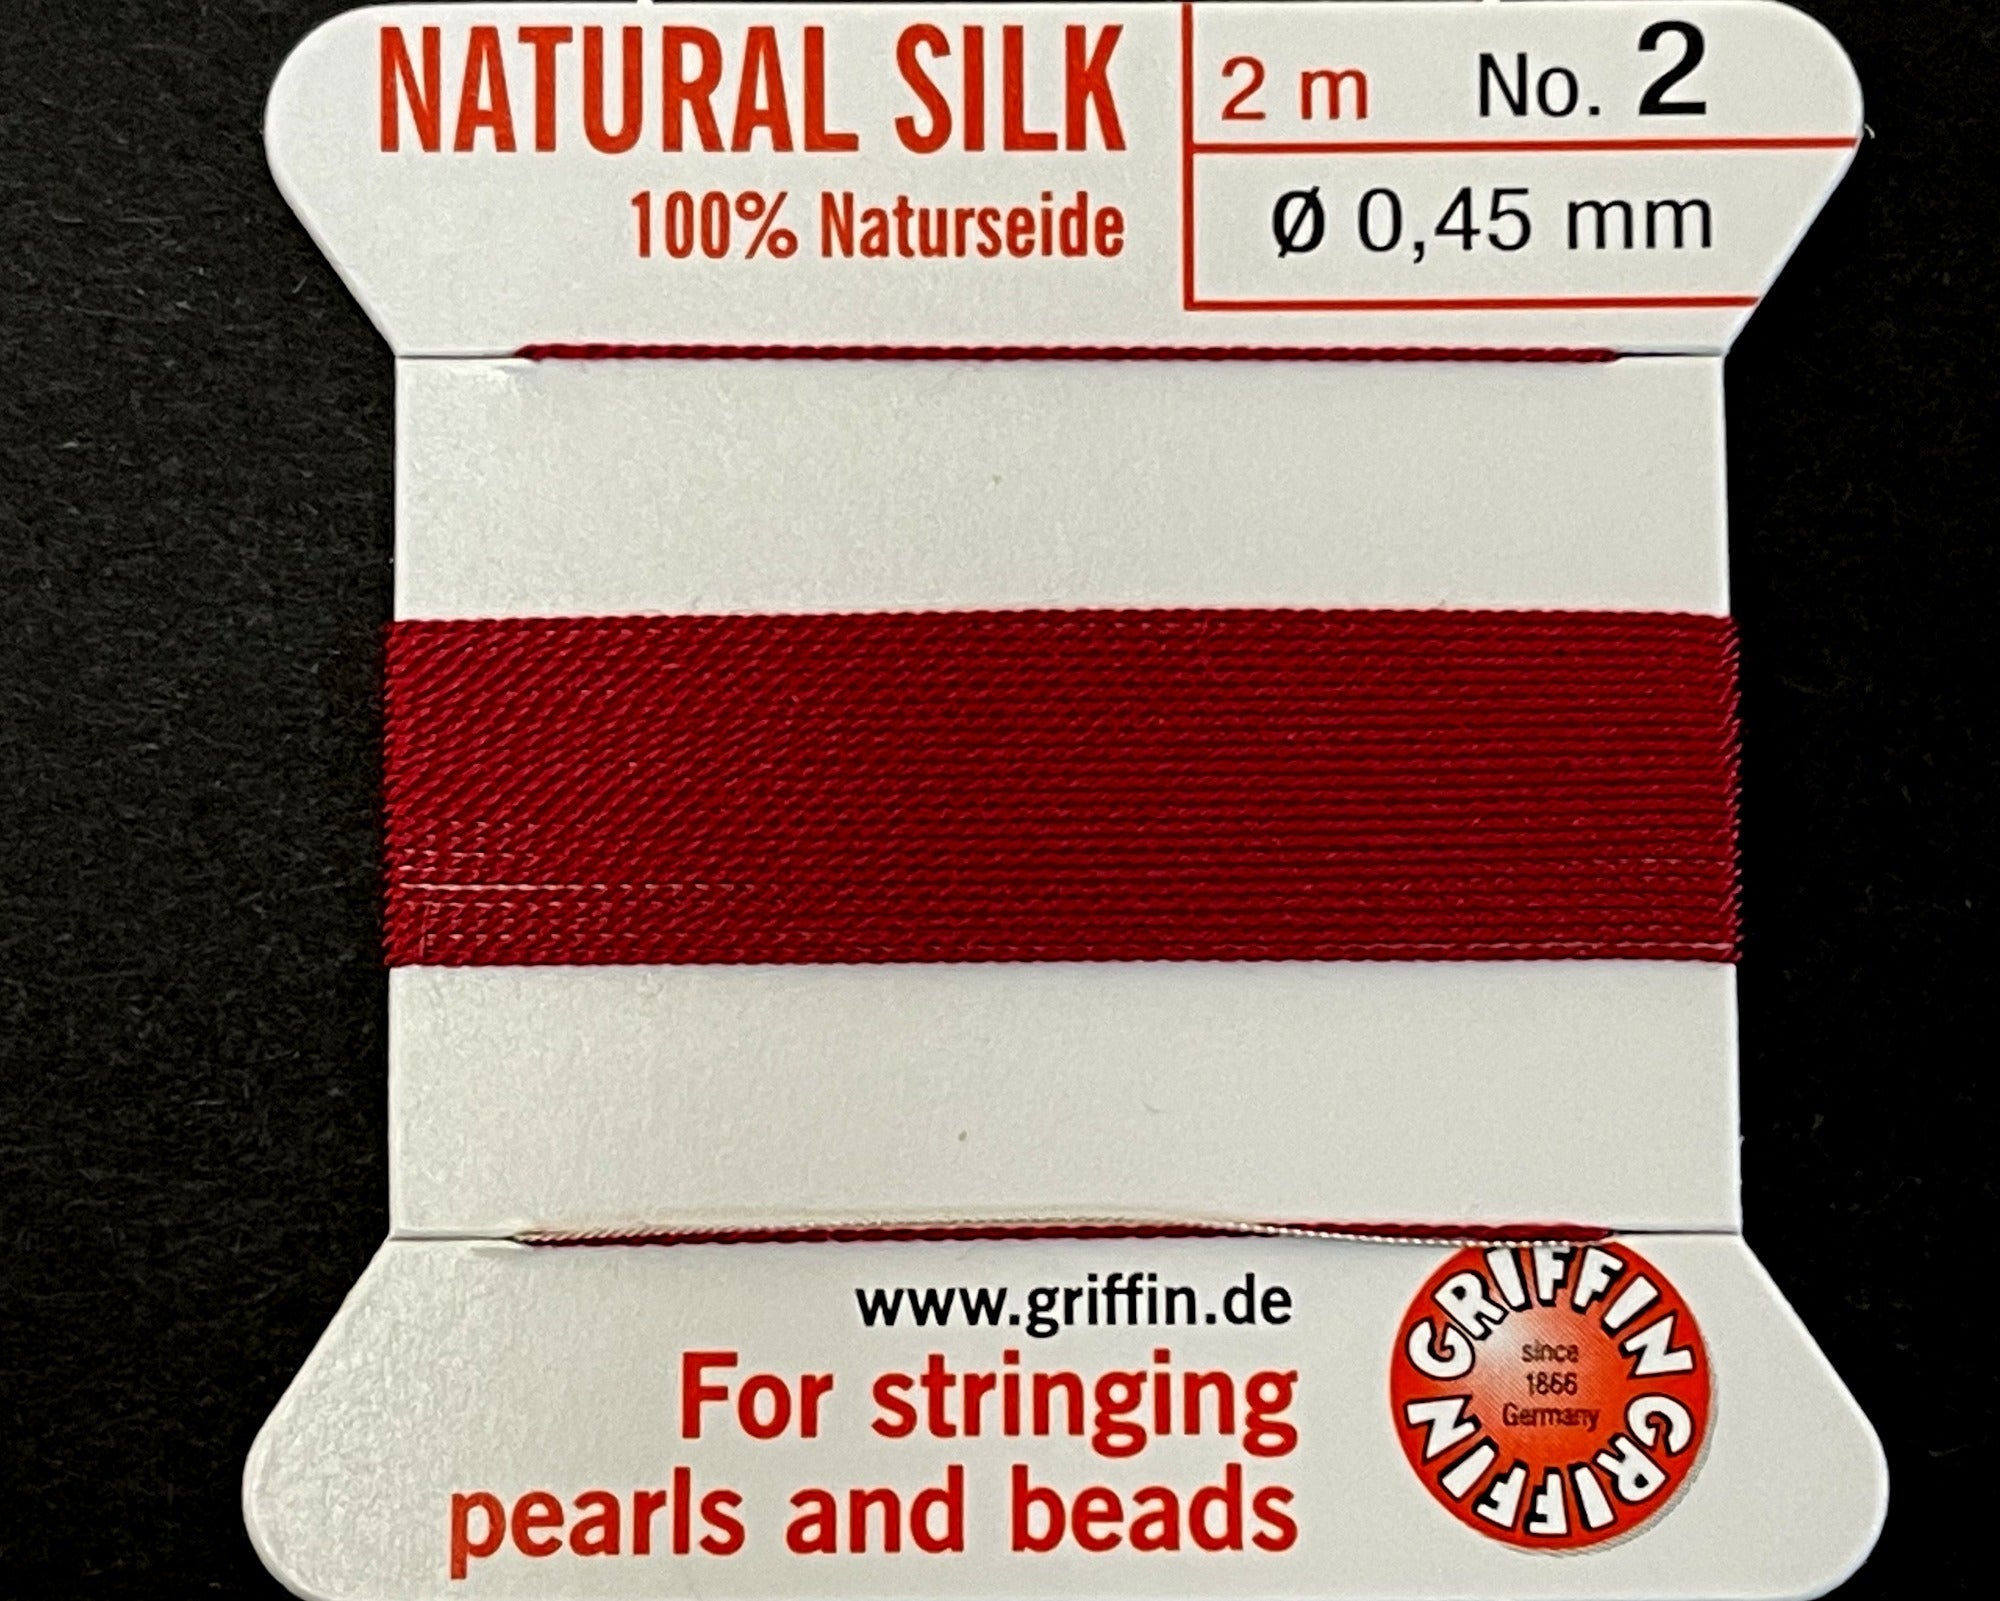 NATURAL SILK
100% Naturseide
2 m No. 2
Ø 0,45 mm
www.griffin.de
For stringing
pearls and beads
GRIFFIN GRIFFIN GRIFFIN
since
1866
Germany